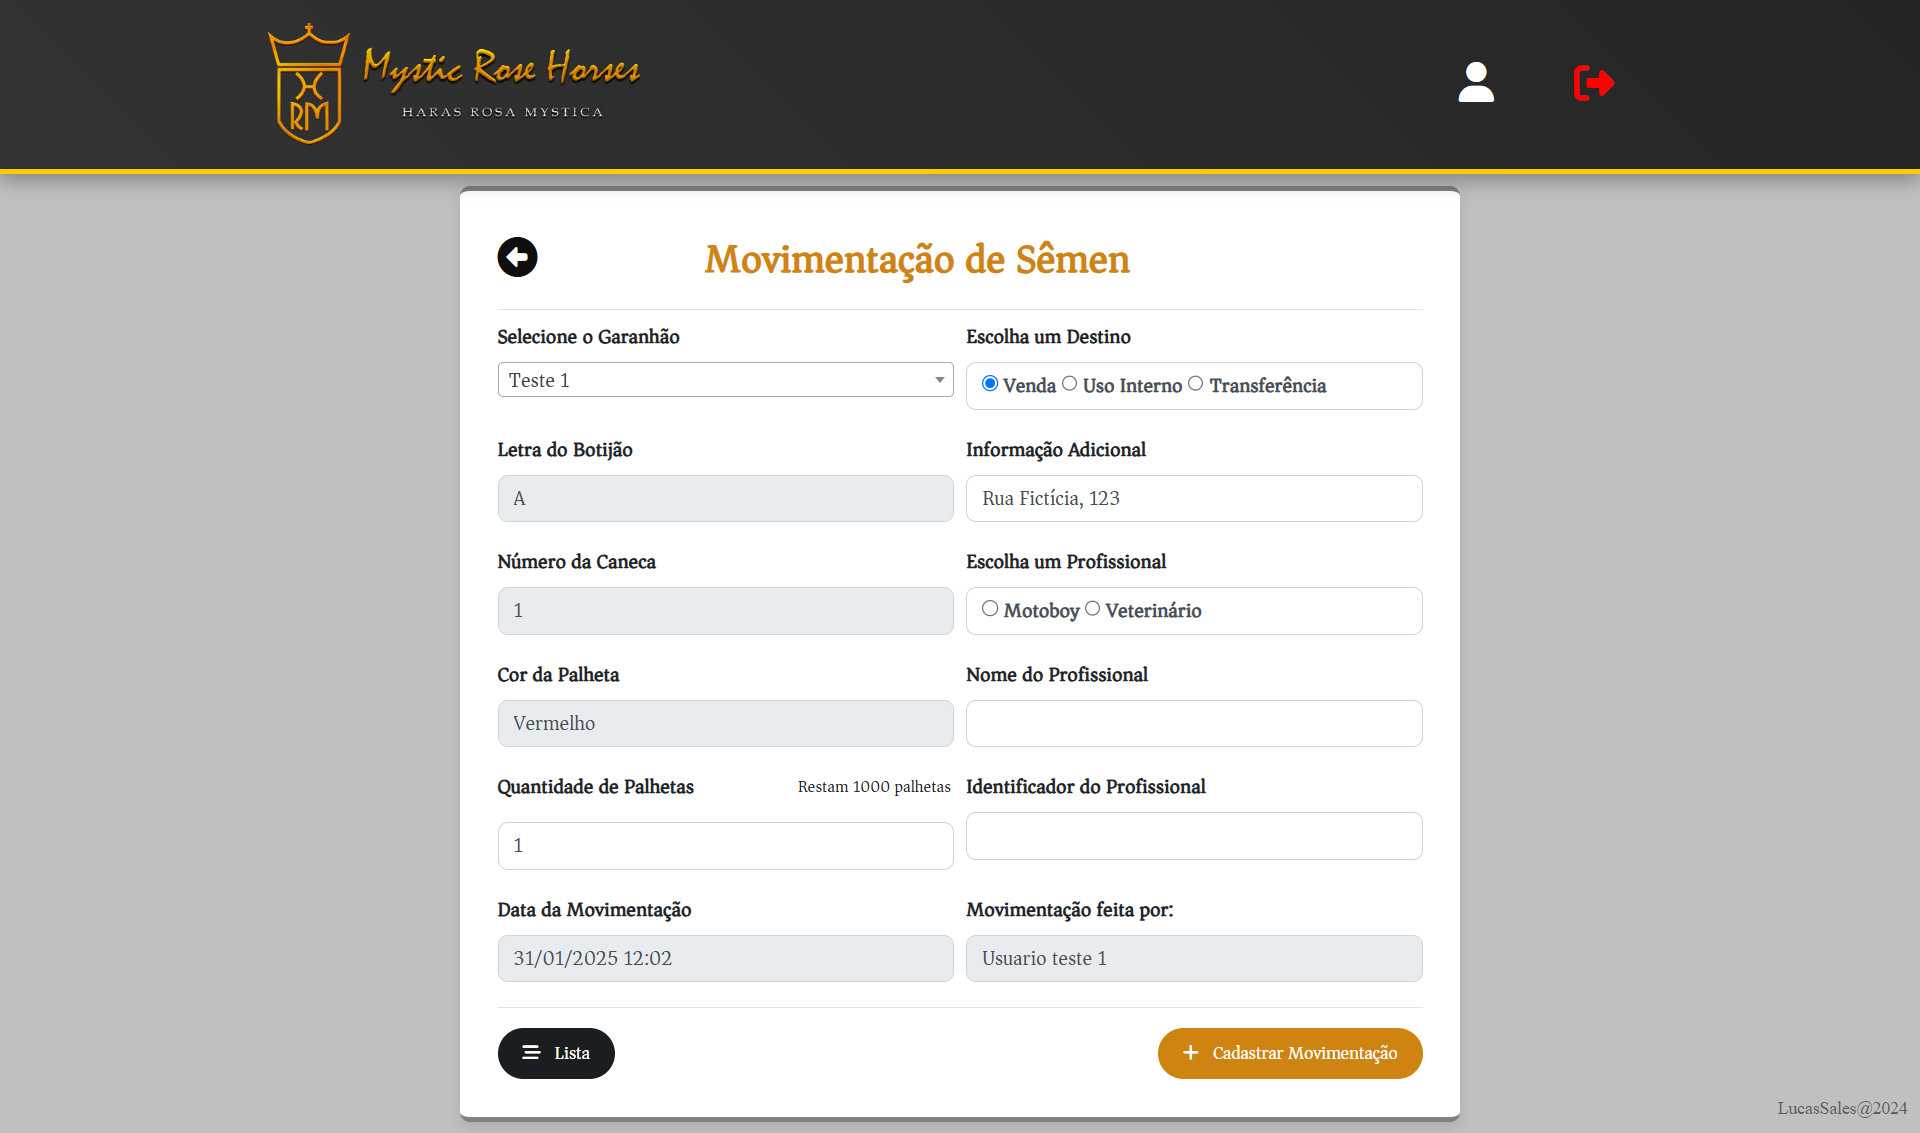 Mystic Rose Horses
HARAS ROSA MYSTICA
RM
Movimentação de Sêmen
Selecione o Garanhão
Teste 1
Escolha um Destino
Venda Uso Interno Transferência
Letra do Botijão
A
Informação Adicional
Rua Fictícia, 123
Número da Caneca
1
Escolha um Profissional
Motoboy Veterinário
Cor da Palheta
Vermelho
Nome do Profissional
Quantidade de Palhetas Restam 1000 palhetas
1
Identificador do Profissional
Data da Movimentação
31/01/2025 12:02
Movimentação feita por:
Usuario teste 1
Lista
Cadastrar Movimentação
LucasSales@2024